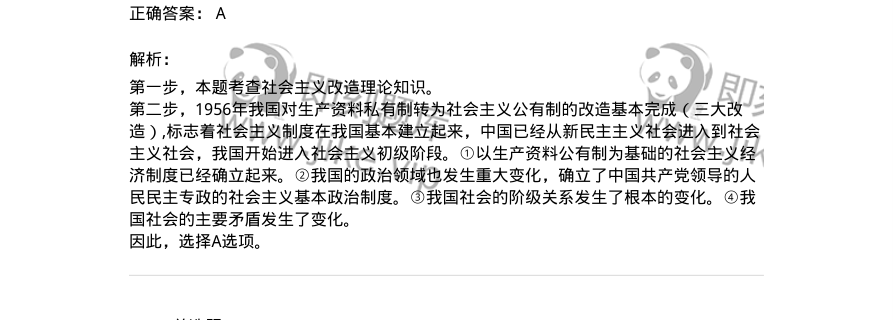 正确答案： A
解析：
第一步，本题考查社会主义改造理论知识。
第二步，1956年我国对生产资料私有制转为社会主义公有制的改造基本完成（三大改
造）,标志着社会主义制度在我国基本建立起来，中国已经从新民主主义社会进入到社会
主义社会，我国开始进入社会主义初级阶段。①以生产资料公有制为基础的社会主义经
济制度已经确立起来。②我国的政治领域也发生重大变化，确立了中国共产党领导的人
民民主专政的社会主义基本政治制度。③我国社会的阶级关系发生了根本的变化。④我
国社会的主要矛盾发生了变化。
因此，选择A选项。